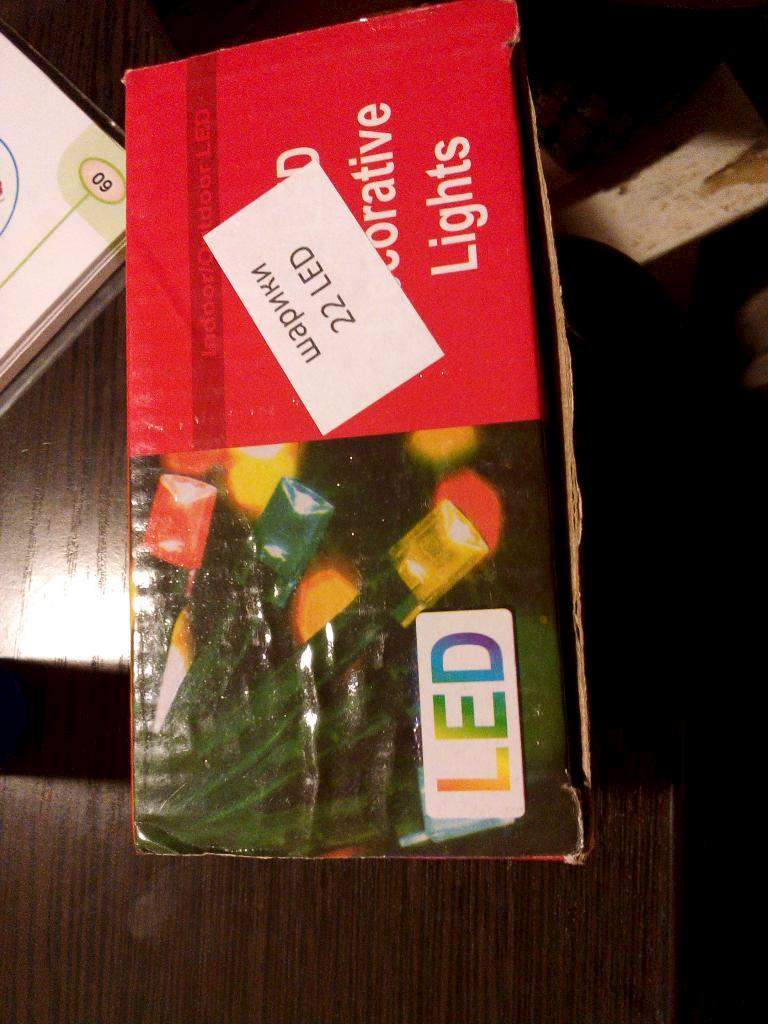 Indoor/Outdoor LED
D
corative
Lights
шарики
22 LED
LED
60